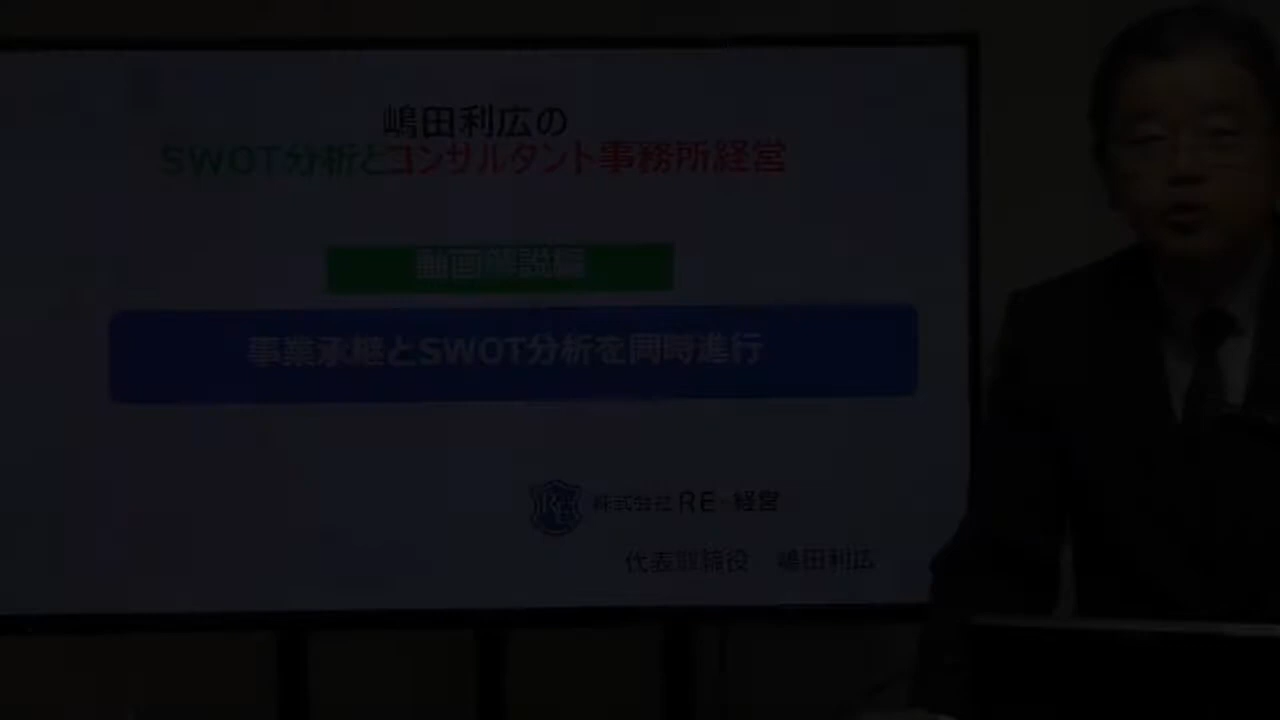 嶋田利広の
SWOT分析とコンサルタント事務所経営
動画解説編
事業承継とSWOT分析を同時進行
株式会社RE-経営
代表取締役 嶋田利広